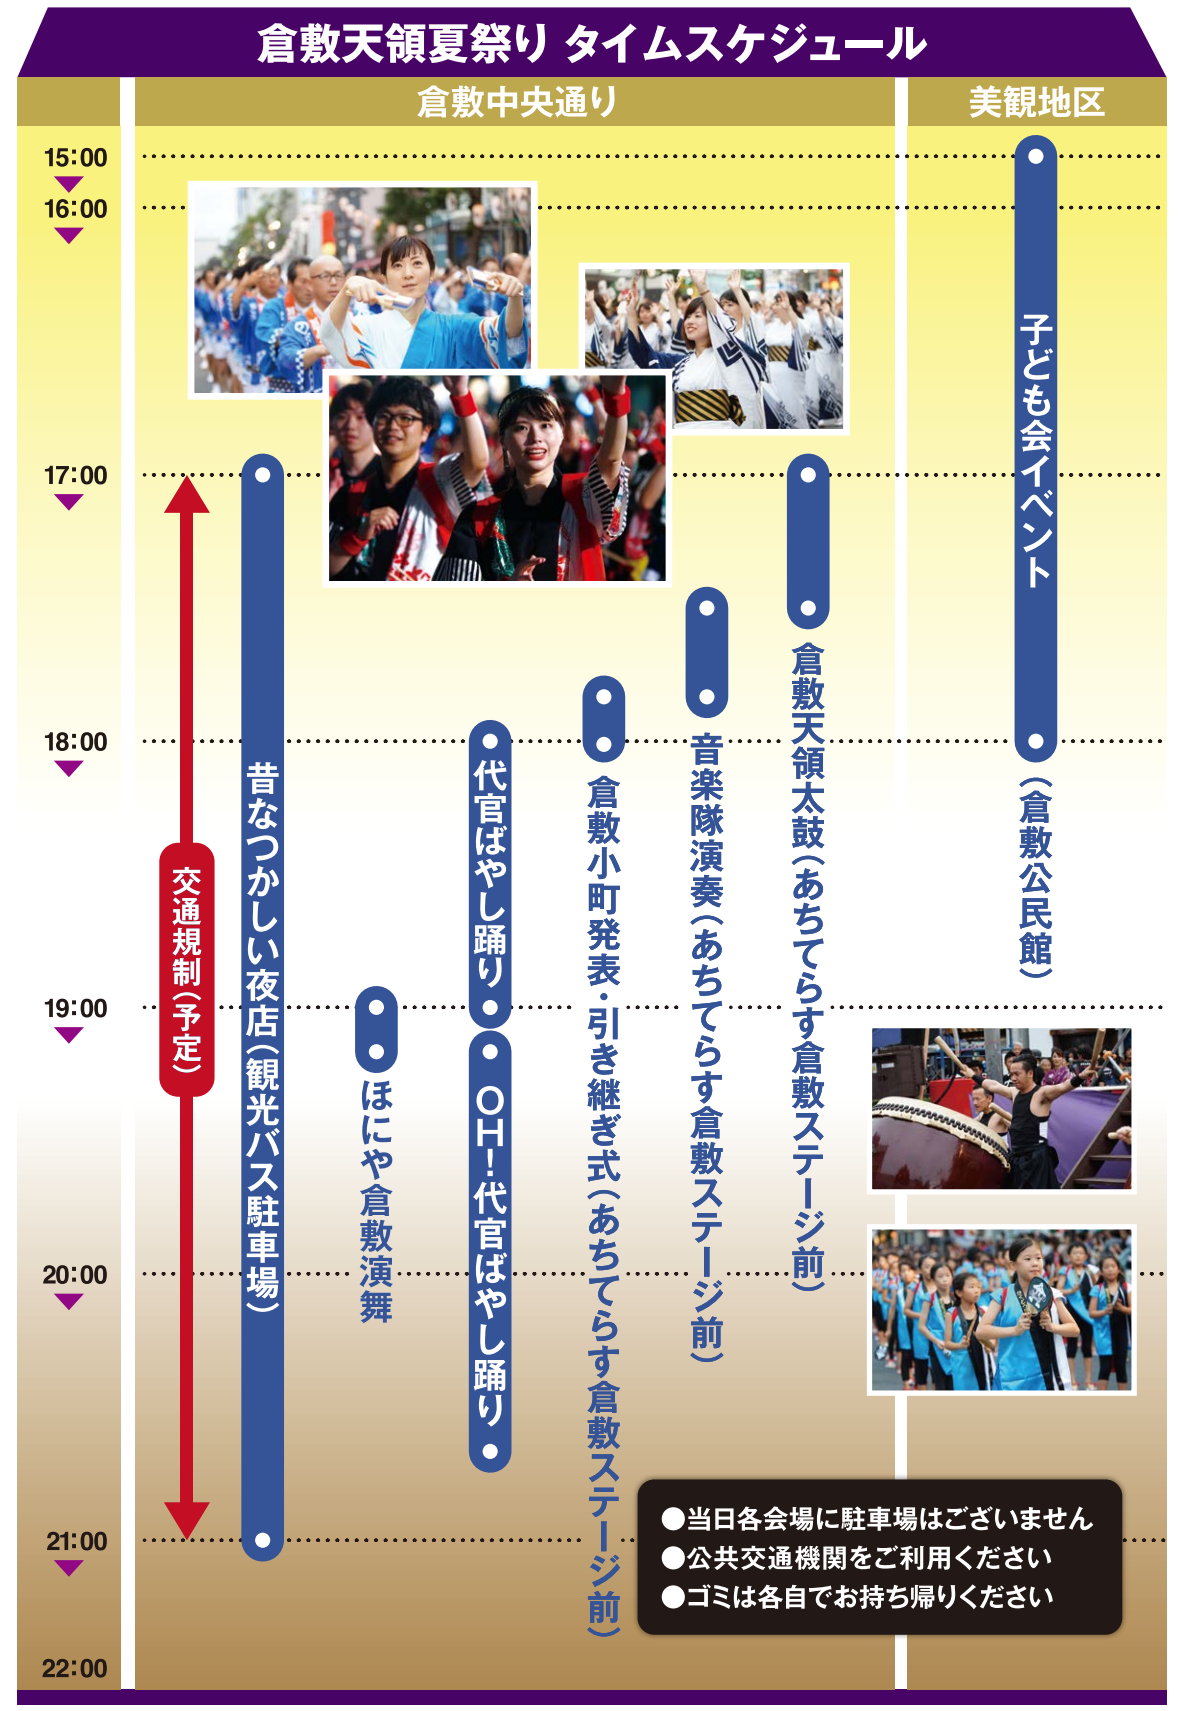 倉敷天領夏祭り タイムスケジュール
倉敷中央通り
美観地区
15:00
16:00
17:00
18:00
19:00
20:00
21:00
22:00
交通規制(予定)
昔なつかしい夜店(観光バス駐車場)
ほにや倉敷演舞
代官ばやし踊り
OH!代官ばやし踊り
倉敷小町発表・引き継ぎ式(あちてらす倉敷ステージ前)
音楽隊演奏(あちてらす倉敷ステージ前)
倉敷天領太鼓(あちてらす倉敷ステージ前)
子ども会イベント
(倉敷公民館)
●当日各会場に駐車場はございません
●公共交通機関をご利用ください
●ゴミは各自でお持ち帰りください